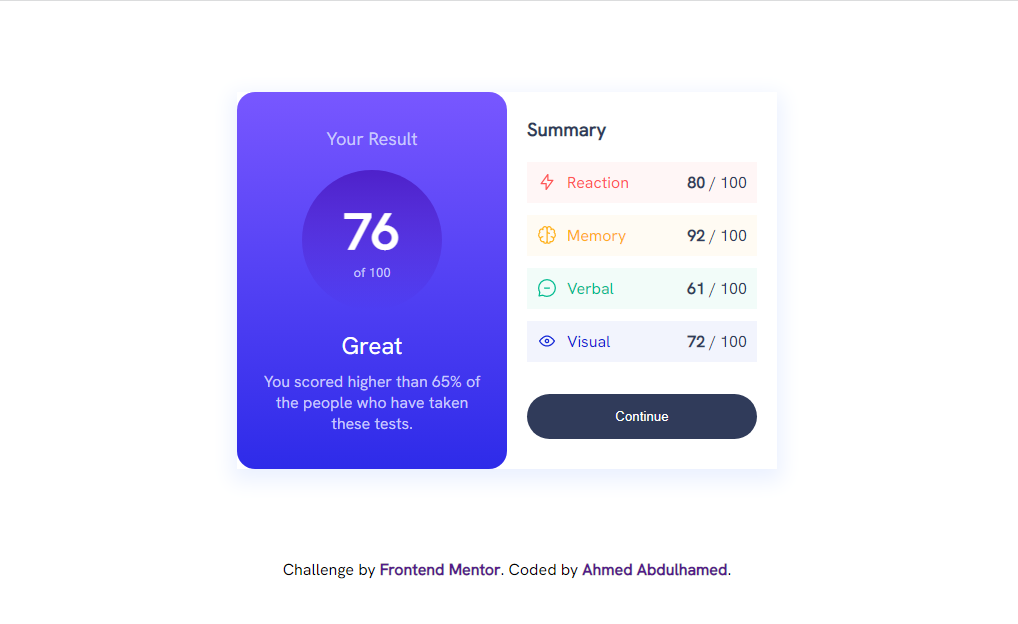 Your Result
76
of 100
Great
You scored higher than 65% of
the people who have taken
these tests.
Summary
Reaction 80 / 100
Memory 92 / 100
Verbal 61 / 100
Visual 72 / 100
Continue
Challenge by Frontend Mentor. Coded by Ahmed Abdulhamed.